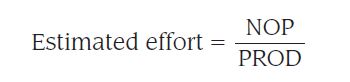 Estimated effort = NOP / PROD